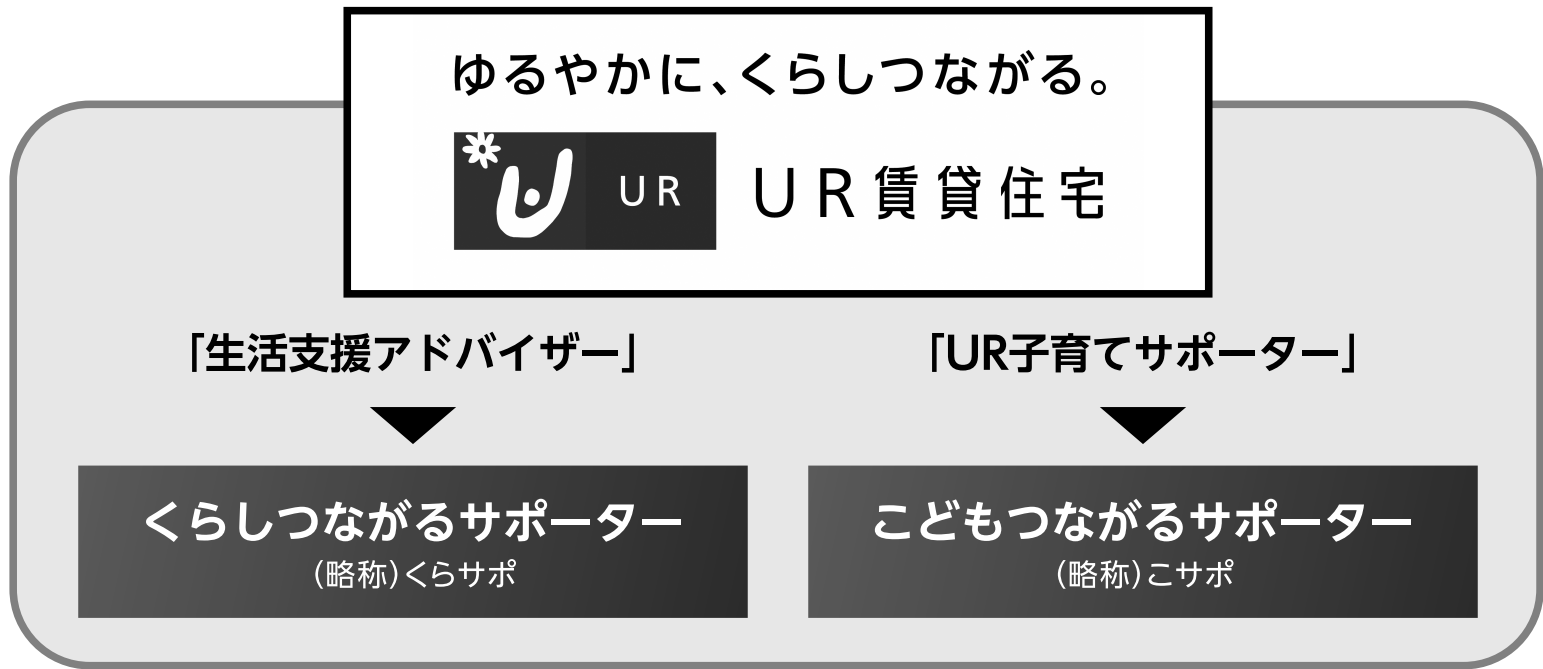 ゆるやかに、くらしつながる。
UR
UR賃貸住宅
「生活支援アドバイザー」
「UR子育てサポーター」
くらしつながるサポーター
(略称)くらサポ
こどもつながるサポーター
(略称)こサポ